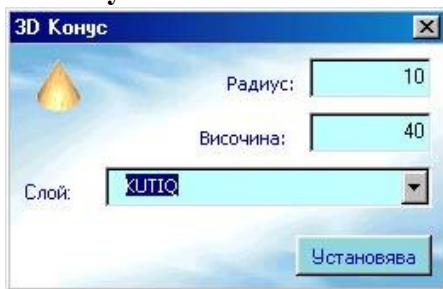 3D Конус
Радиус: 10
Височина: 40
Слой: KUTIQ
Установява